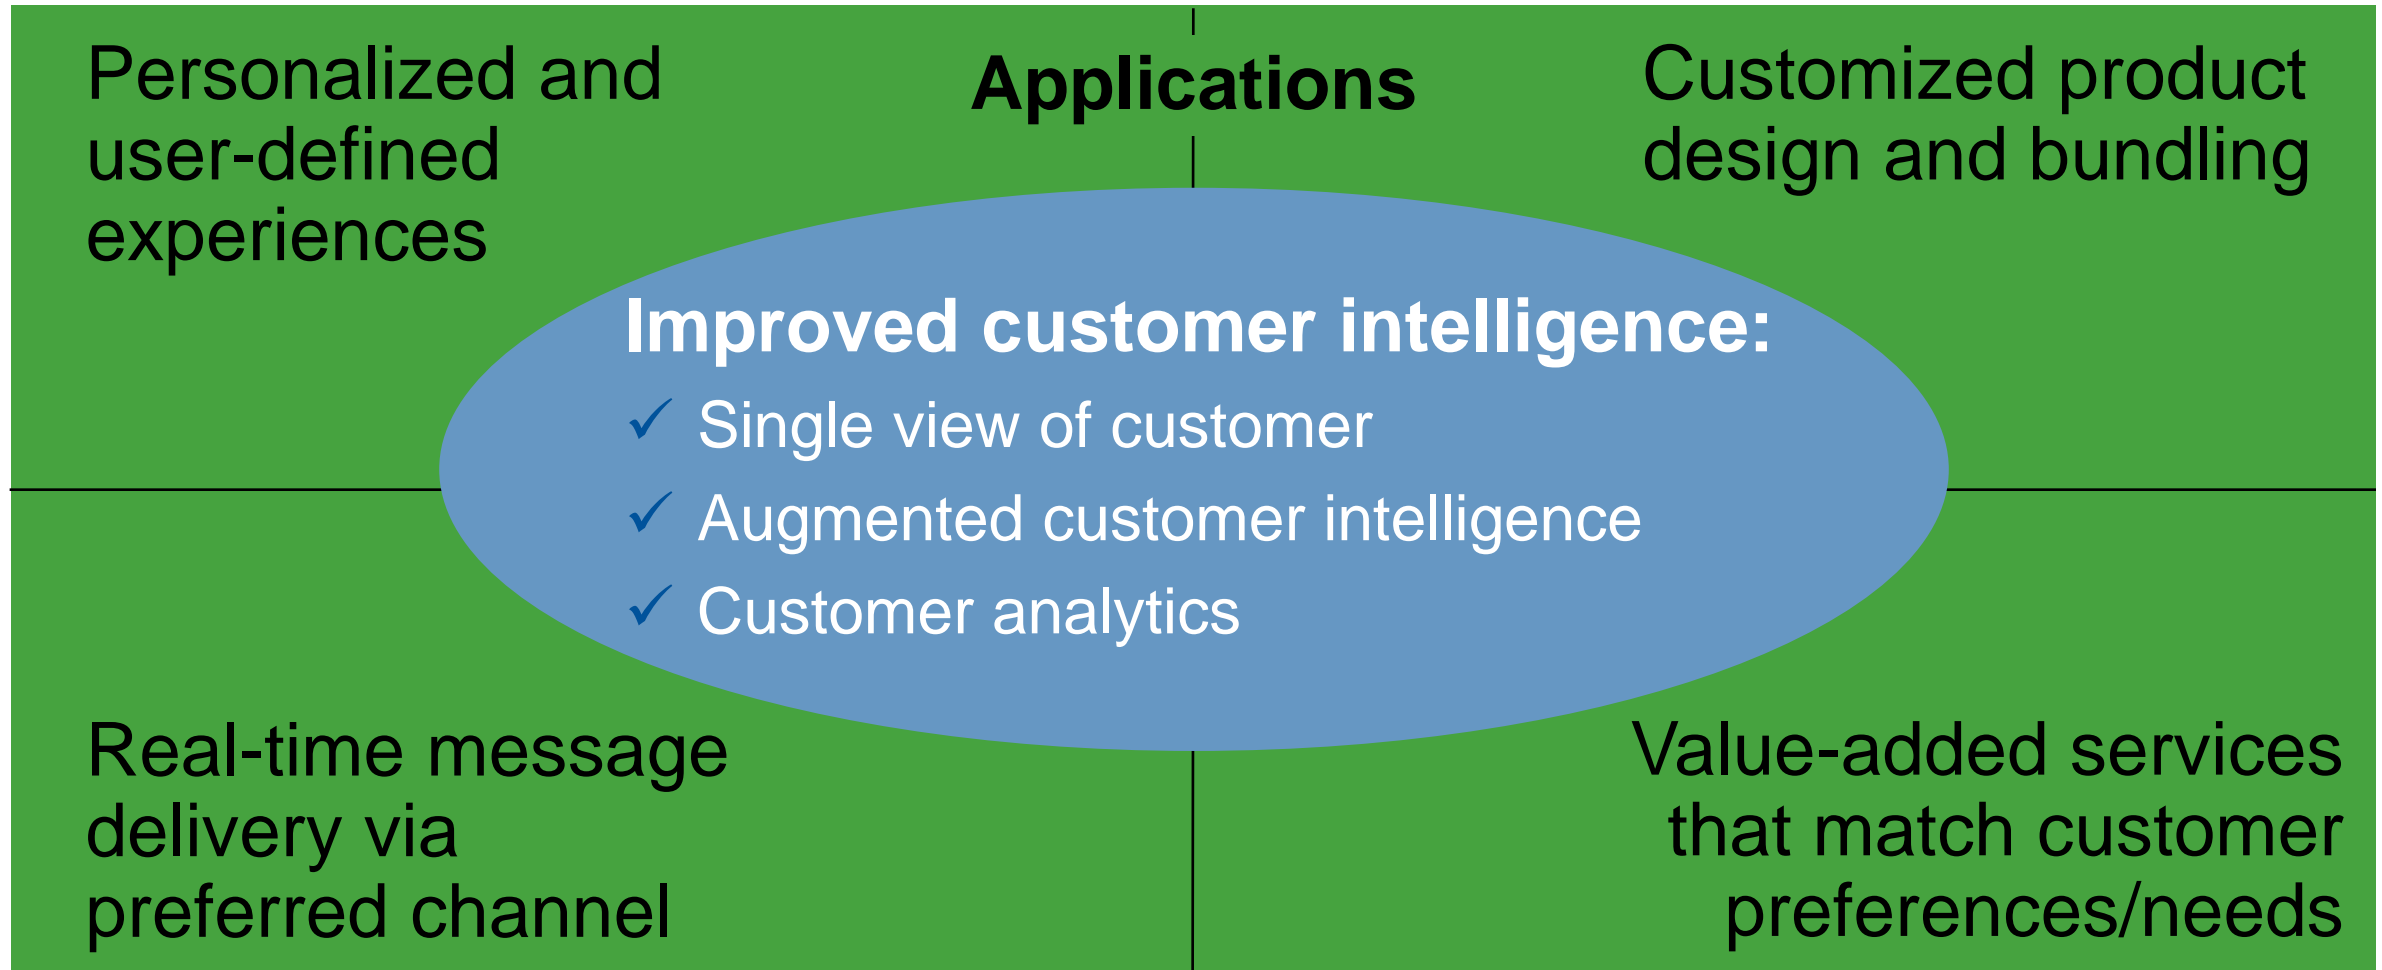 Personalized and
user-defined
experiences
Applications
Customized product
design and bundling
Improved customer intelligence:
✓ Single view of customer
✓ Augmented customer intelligence
✓ Customer analytics
Real-time message
delivery via
preferred channel
Value-added services
that match customer
preferences/needs